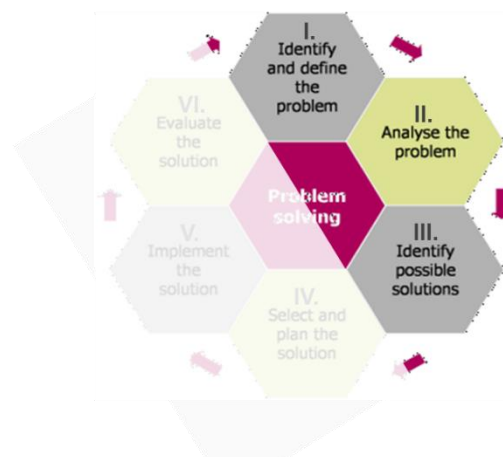 I.
Identify
and define
the
problem
II.
Analyse the
problem
III.
Identify
possible
solutions
IV.
Select and
plan the
solution
V.
Implement
the
solution
VI.
Evaluate
the
solution
Problem
solving